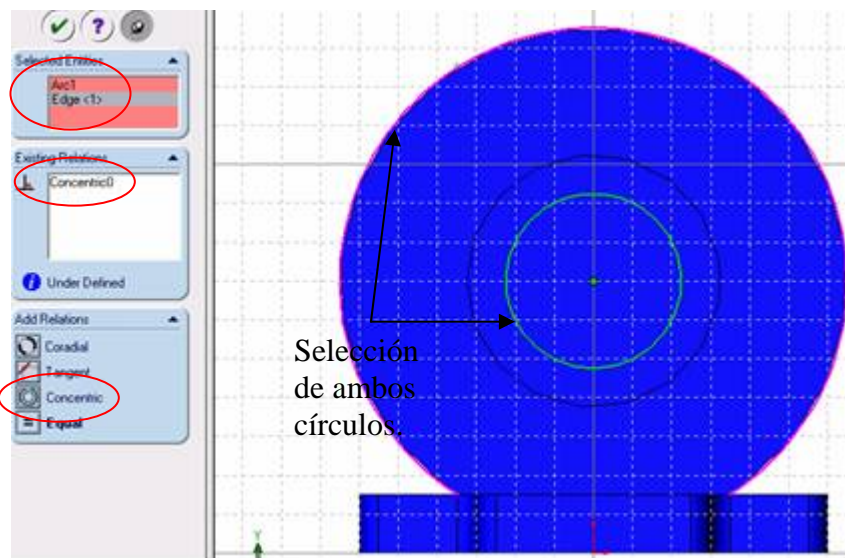 ?
Selected Entities
Arc1
Edge <1>
Existing Relations
Concentric0
i Under Defined
Add Relations
Coradial
Tangent
Concentric
= Equal
Selección
de ambos
círculos.
Y